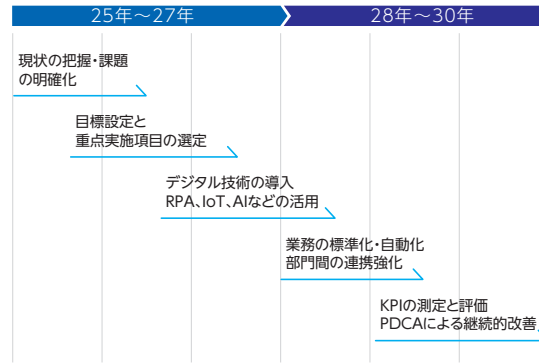 25年～27年
28年～30年
現状の把握・課題
の明確化
目標設定と
重点実施項目の選定
デジタル技術の導入
RPA、IoT、AIなどの活用
業務の標準化・自動化
部門間の連携強化
KPIの測定と評価
PDCAによる継続的改善